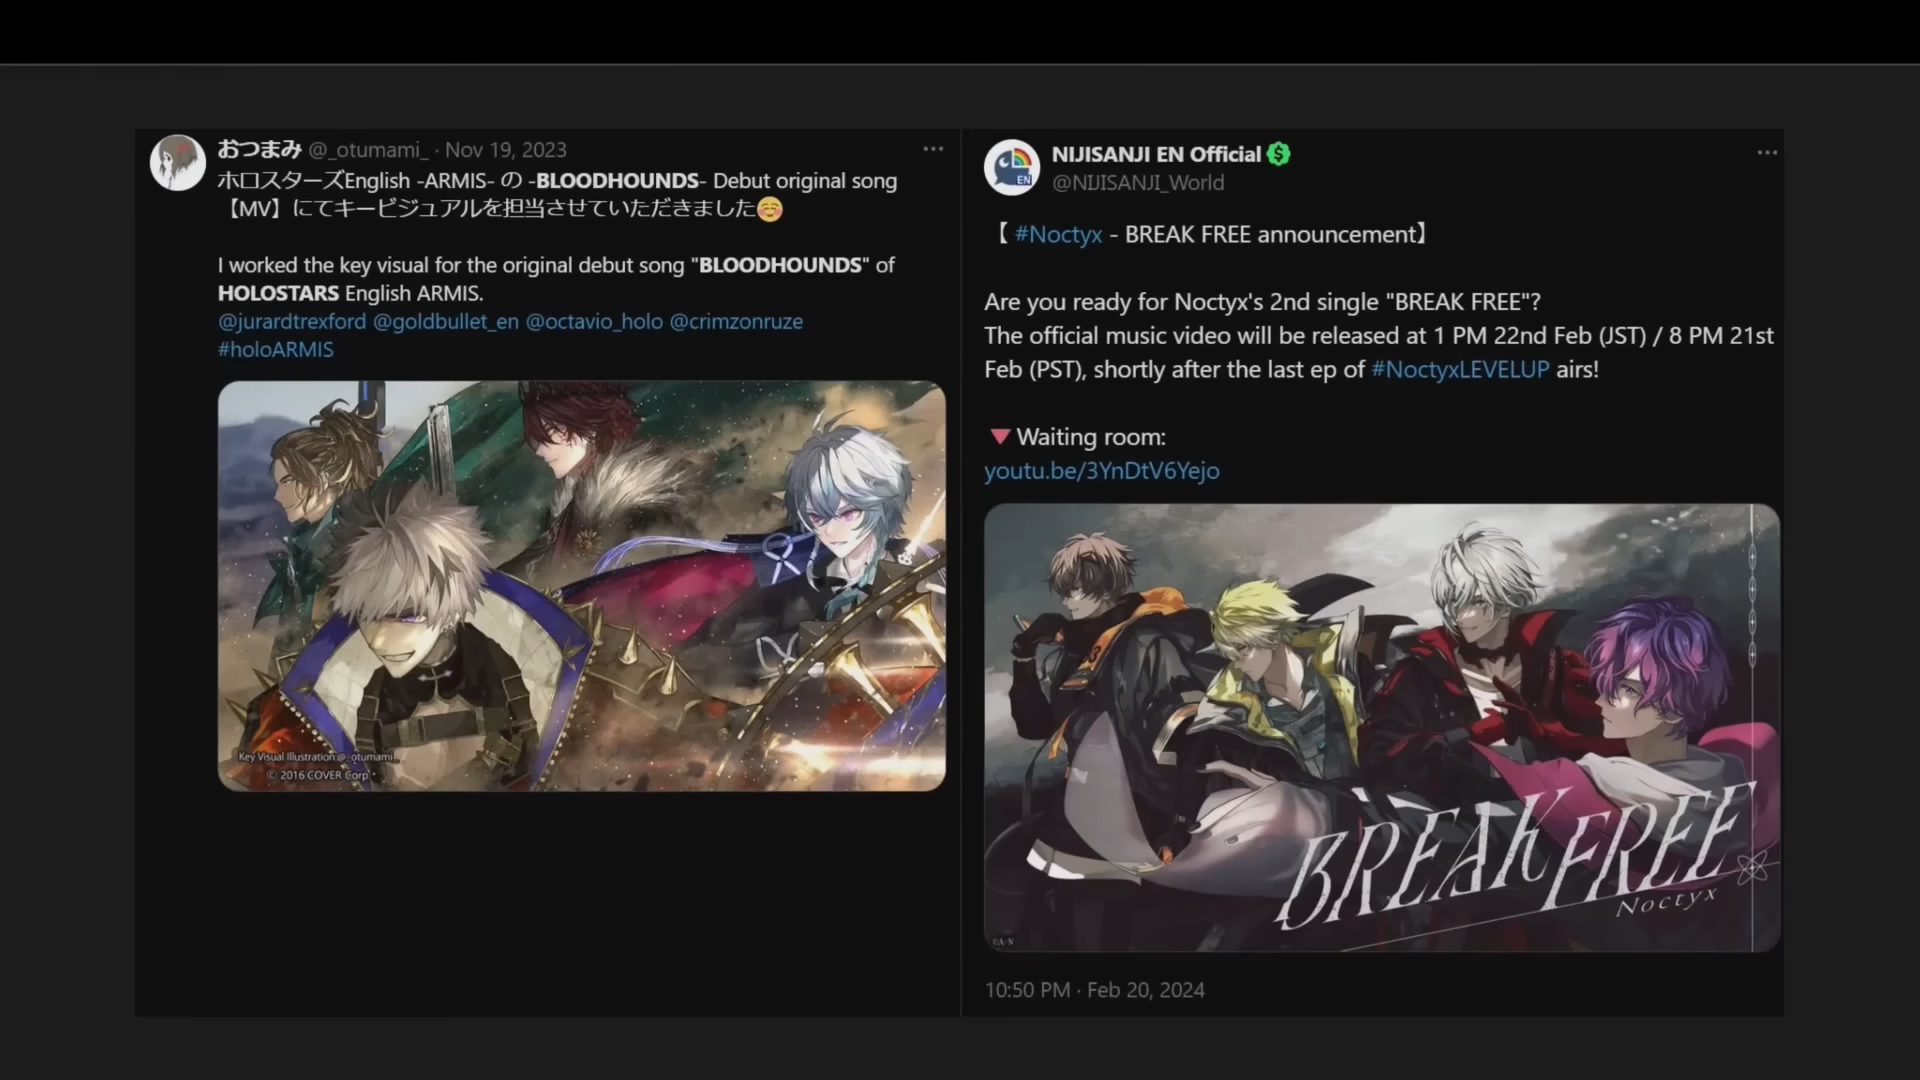 おつまみ @_otumami_ · Nov 19, 2023
ホロスターズEnglish -ARMIS- の -BLOODHOUNDS- Debut original song
【MV】にてキービジュアルを担当させていただきました☺️
I worked the key visual for the original debut song "BLOODHOUNDS" of
HOLOSTARS English ARMIS.
@jurardtrexford @goldbullet_en @octavio_holo @crimzonruze
#holoARMIS
Key Visual Illustration:@_otumami_
© 2016 COVER Corp.
NIJISANJI EN Official
@NIJISANJI_World
EN
【 #Noctyx - BREAK FREE announcement】
Are you ready for Noctyx's 2nd single "BREAK FREE"?
The official music video will be released at 1 PM 22nd Feb (JST) / 8 PM 21st
Feb (PST), shortly after the last ep of #NoctyxLEVELUP airs!
🔻Waiting room:
youtu.be/3YnDtV6Yejo
BREAK FREE
Noctyx
©A/N
10:50 PM · Feb 20, 2024